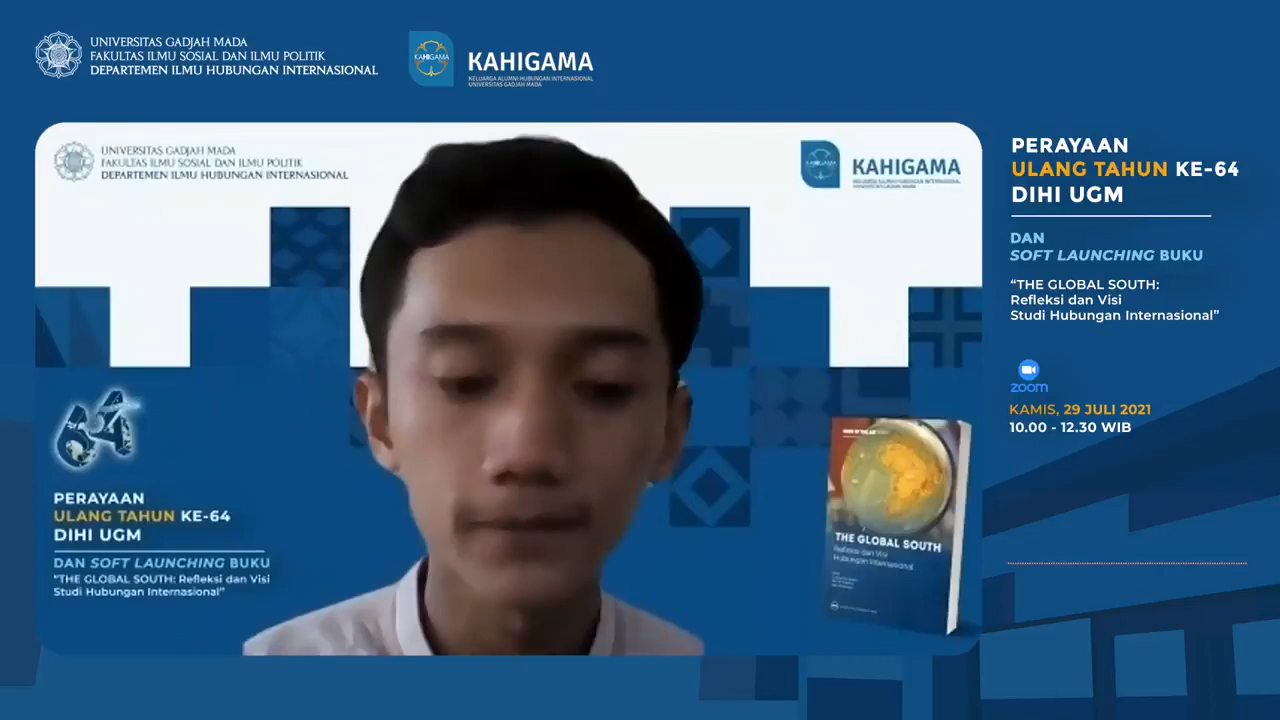 UNIVERSITAS GADJAH MADA
FAKULTAS ILMU SOSIAL DAN ILMU POLITIK
DEPARTEMEN ILMU HUBUNGAN INTERNASIONAL
KAHIGAMA
KAHIGAMA
KELUARGA ALUMNI HUBUNGAN INTERNASIONAL
UNIVERSITAS GADJAH MADA
UNIVERSITAS GADJAH MADA
FAKULTAS ILMU SOSIAL DAN ILMU POLITIK
DEPARTEMEN ILMU HUBUNGAN INTERNASIONAL
KAHIGAMA
KAHIGAMA
64
PERAYAAN
ULANG TAHUN KE-64
DIHI UGM
DAN SOFT LAUNCHING BUKU
"THE GLOBAL SOUTH: Refleksi dan Visi
Studi Hubungan Internasional"
THE GLOBAL SOUTH
Refleksi dan Visi
Hubungan Internasional
PERAYAAN
ULANG TAHUN KE-64
DIHI UGM
DAN
SOFT LAUNCHING BUKU
“THE GLOBAL SOUTH:
Refleksi dan Visi
Studi Hubungan Internasional”
zoom
KAMIS, 29 JULI 2021
10.00 - 12.30 WIB